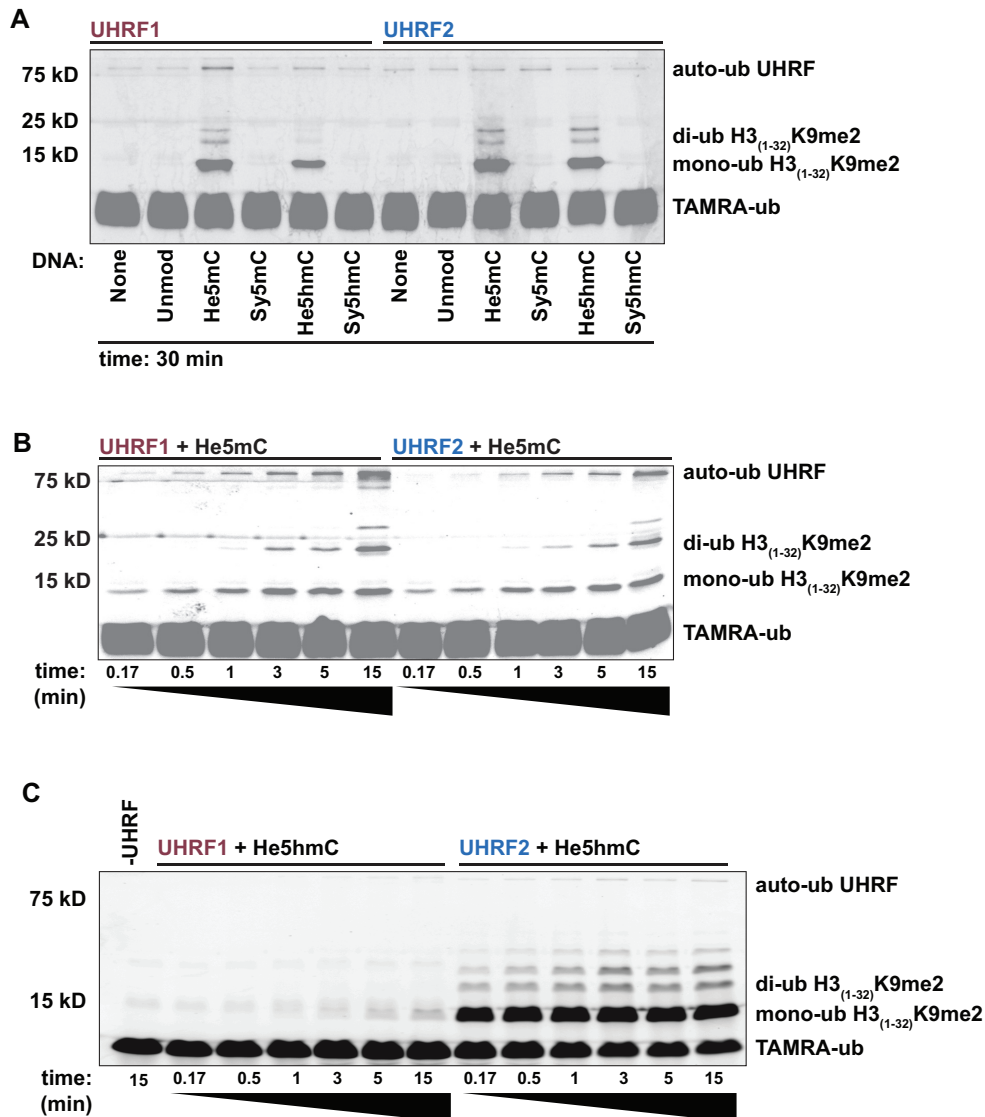 A
UHRF1 UHRF2
75 kD
25 kD
15 kD
auto-ub UHRF
di-ub H3(1-32)K9me2
mono-ub H3(1-32)K9me2
TAMRA-ub
DNA: None Unmod He5mC Sy5mC He5hmC Sy5hmC None Unmod He5mC Sy5mC He5hmC Sy5hmC
time: 30 min
B
UHRF1 + He5mC UHRF2 + He5mC
75 kD
25 kD
15 kD
auto-ub UHRF
di-ub H3(1-32)K9me2
mono-ub H3(1-32)K9me2
TAMRA-ub
time: 0.17 0.5 1 3 5 15 0.17 0.5 1 3 5 15
(min)
C
-UHRF
UHRF1 + He5hmC UHRF2 + He5hmC
75 kD
15 kD
auto-ub UHRF
di-ub H3(1-32)K9me2
mono-ub H3(1-32)K9me2
TAMRA-ub
time: 15 0.17 0.5 1 3 5 15 0.17 0.5 1 3 5 15
(min)